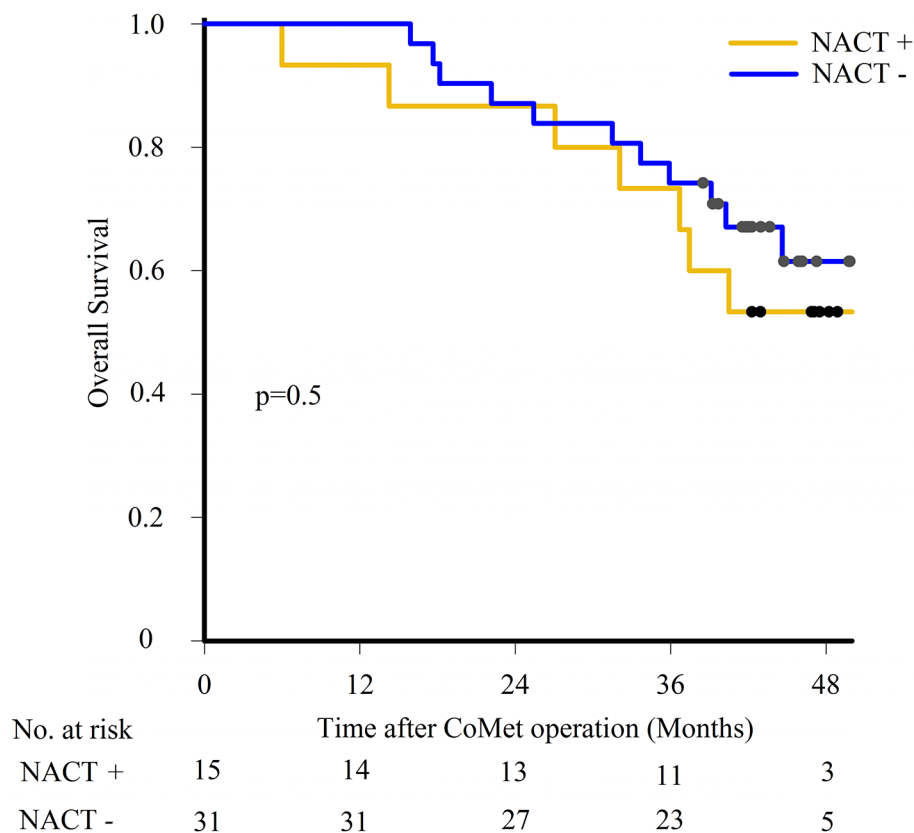 1.0
NACT +
NACT -
0.8
0.6
Overall Survival
0.4
p=0.5
0.2
0
0 12 24 36 48
No. at risk Time after CoMet operation (Months)
NACT + 15 14 13 11 3
NACT - 31 31 27 23 5